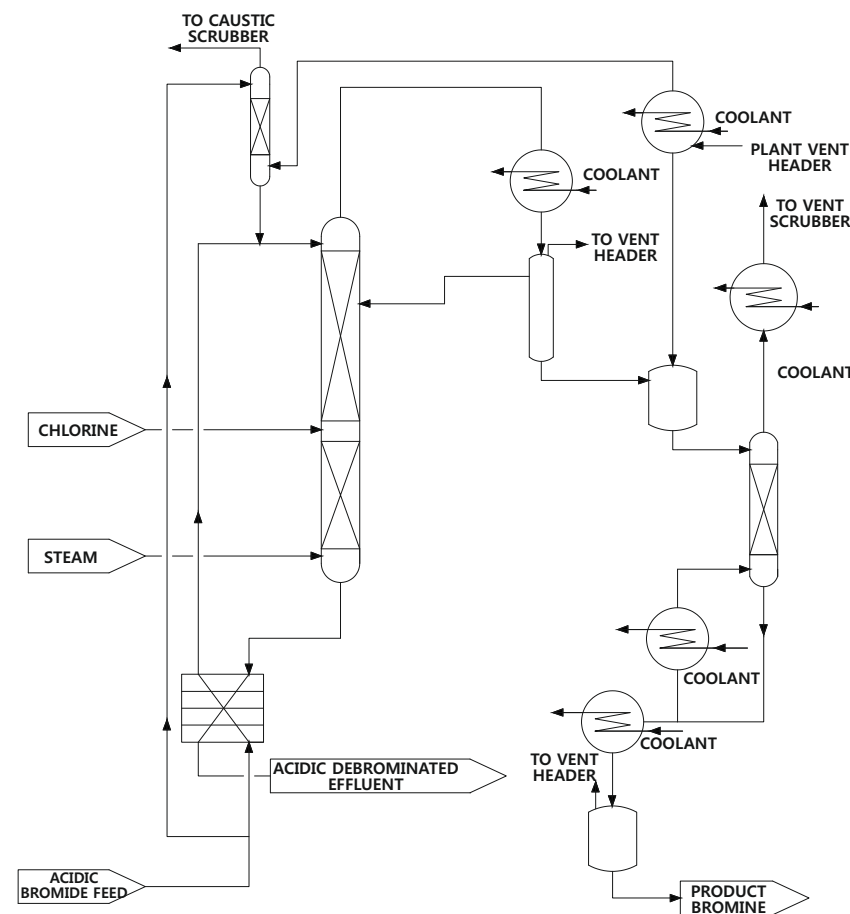 TO CAUSTIC
SCRUBBER
COOLANT
PLANT VENT
HEADER
COOLANT
TO VENT
SCRUBBER
TO VENT
HEADER
COOLANT
CHLORINE
STEAM
COOLANT
COOLANT
TO VENT
HEADER
ACIDIC DEBROMINATED
EFFLUENT
ACIDIC
BROMIDE FEED
PRODUCT
BROMINE